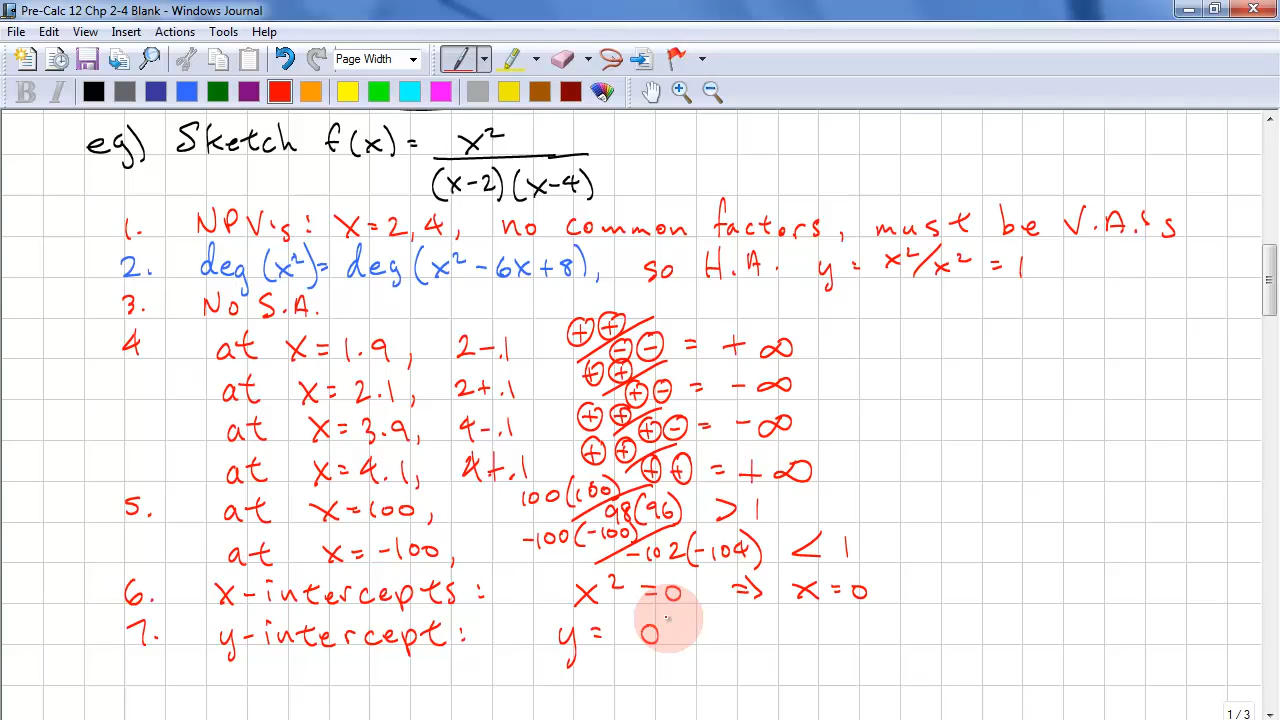 Pre-Calc 12 Chp 2-4 Blank - Windows Journal
File Edit View Insert Actions Tools Help
Page Width
B I
eg) Sketch f(x) = x²
(x-2)(x-4)
1. NPV's: x=2,4, no common factors, must be V.A.'s
2. deg(x²) = deg(x²-6x+8), so H.A. y = x²/x² = 1
3. No S.A.
4 at x=1.9, 2-.1 ⊕⊕/⊖⊖ = +∞
at x=2.1, 2+.1 ⊕⊕/⊕⊖ = -∞
at x=3.9, 4-.1 ⊕⊕/⊕⊖ = -∞
at x=4.1, 4+.1 ⊕⊕/⊕⊕ = +∞
5. at x=100, 100(100)/98(96) > 1
at x=-100, -100(-100)/-102(-104) < 1
6. x-intercepts: x²=0 => x=0
7. y-intercept: y = 0
1/3